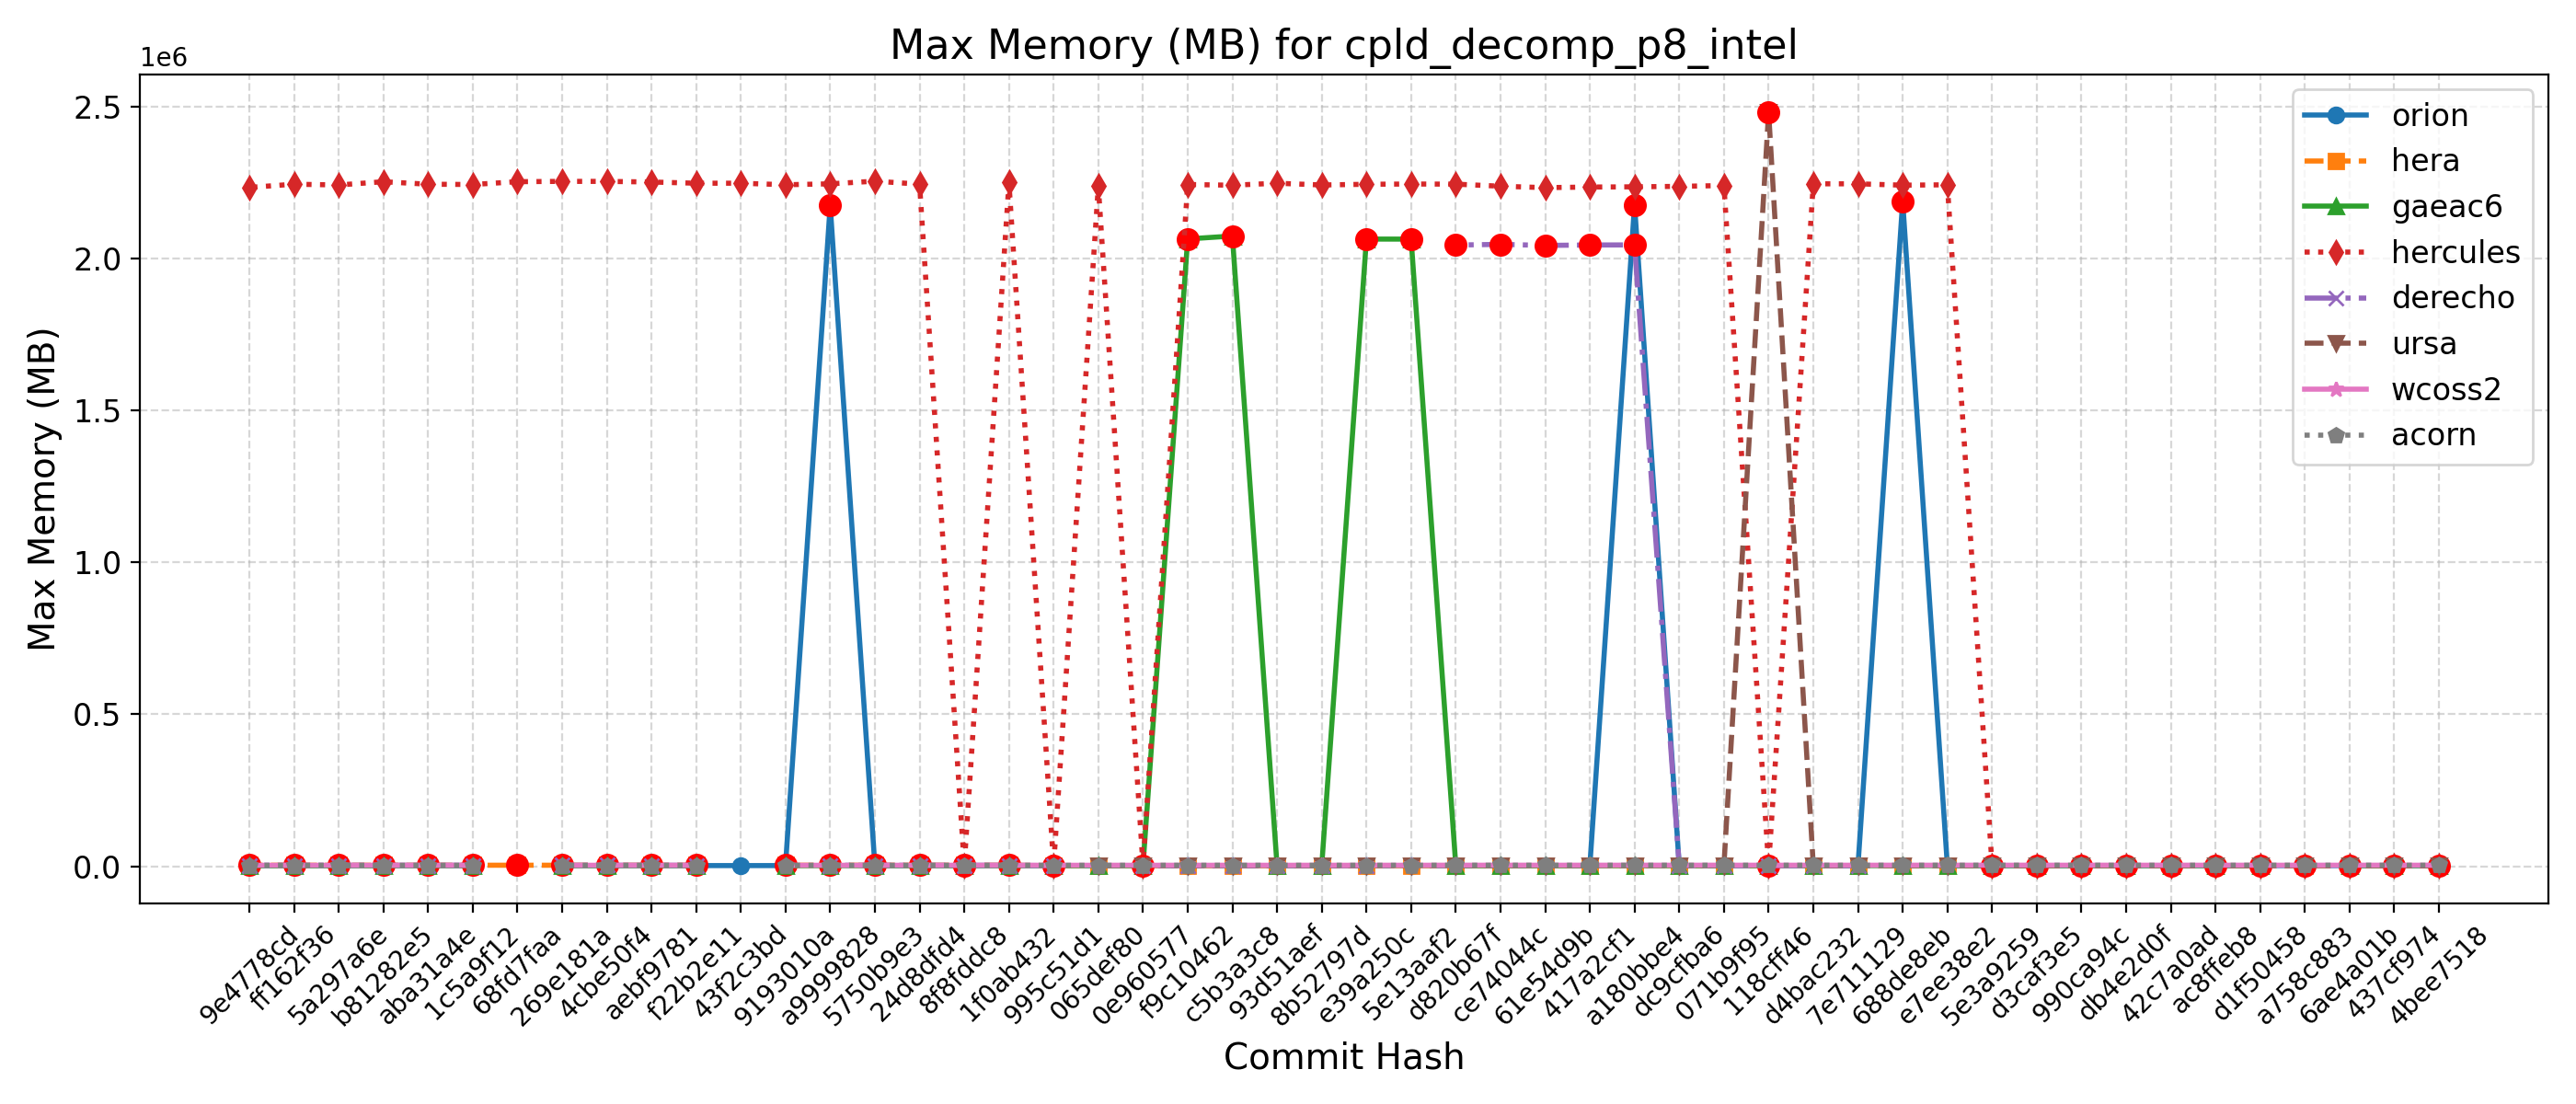 Max Memory (MB) for cpld_decomp_p8_intel
1e6
2.5
2.0
1.5
1.0
0.5
0.0
Max Memory (MB)
orion
hera
gaeac6
hercules
derecho
ursa
wcoss2
acorn
9e4778cd
ff162f36
5a297a6e
b81282e5
aba31a4e
1c5a9f12
68fd7faa
269e181a
4cbe50f4
aebf9781
f22b2e11
43f2c3bd
9193010a
a9999828
5750b9e3
24d8dfd4
8f8fddc8
1f0ab432
995c51d1
065def80
0e960577
f9c10462
c5b3a3c8
93d51aef
8b52797d
e39a250c
5e13aaf2
d820b67f
ce74044c
61e54d9b
417a2cf1
a180bbe4
dc9cfba6
071b9f95
118cff46
d4bac232
7e711129
688de8eb
e7ee38e2
5e3a9259
d3caf3e5
990ca94c
db4e2d0f
42c7a0ad
ac8ffeb8
d1f50458
a758c883
6ae4a01b
437cf974
4bee7518
Commit Hash